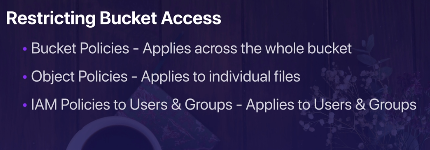 Restricting Bucket Access
• Bucket Policies - Applies across the whole bucket
• Object Policies - Applies to individual files
• IAM Policies to Users & Groups - Applies to Users & Groups